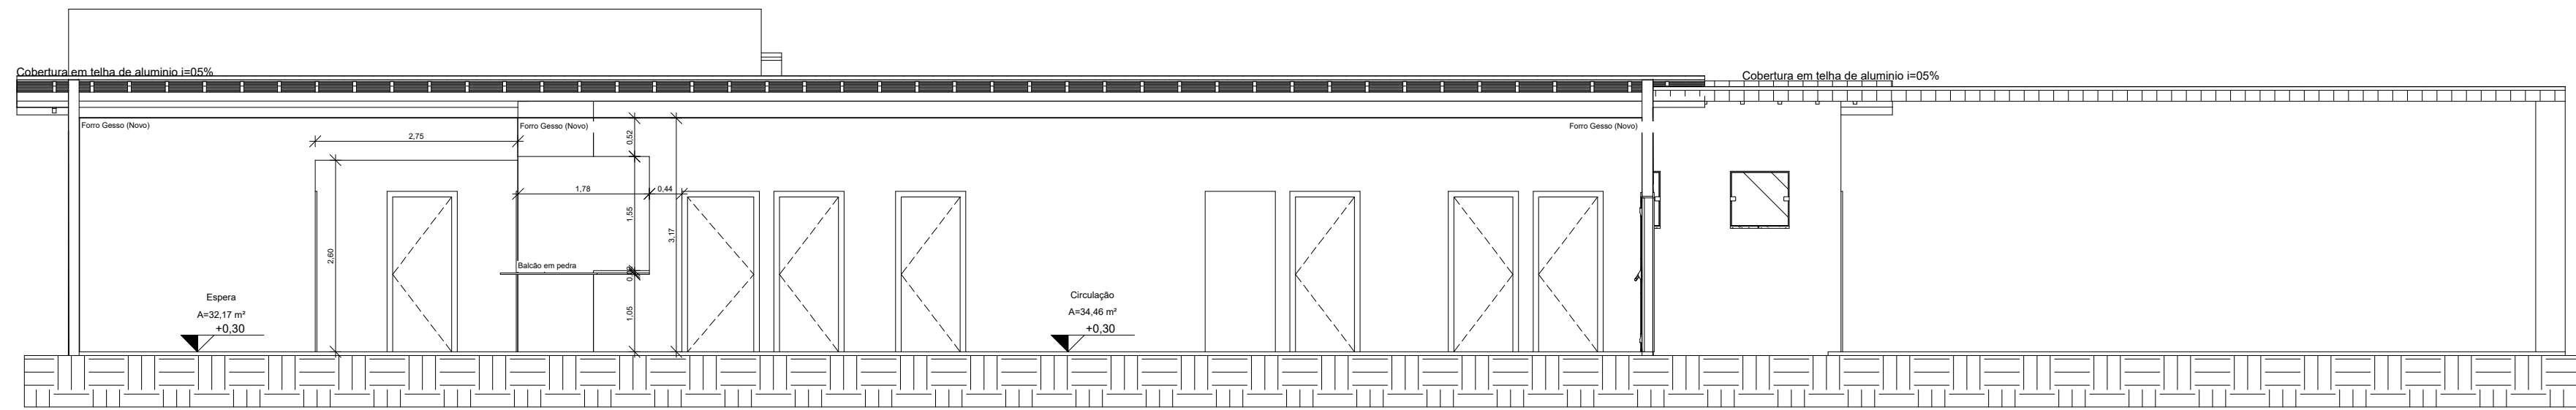 Cobertura em telha de aluminio i=05%
Cobertura em telha de aluminio i=05%
Forro Gesso (Novo)
Forro Gesso (Novo)
Forro Gesso (Novo)
2,75
0,52
1,78
0,44
1,55
3,17
2,60
Balcão em pedra
1,05
Espera
A=32,17 m²
+0,30
Circulação
A=34,46 m²
+0,30